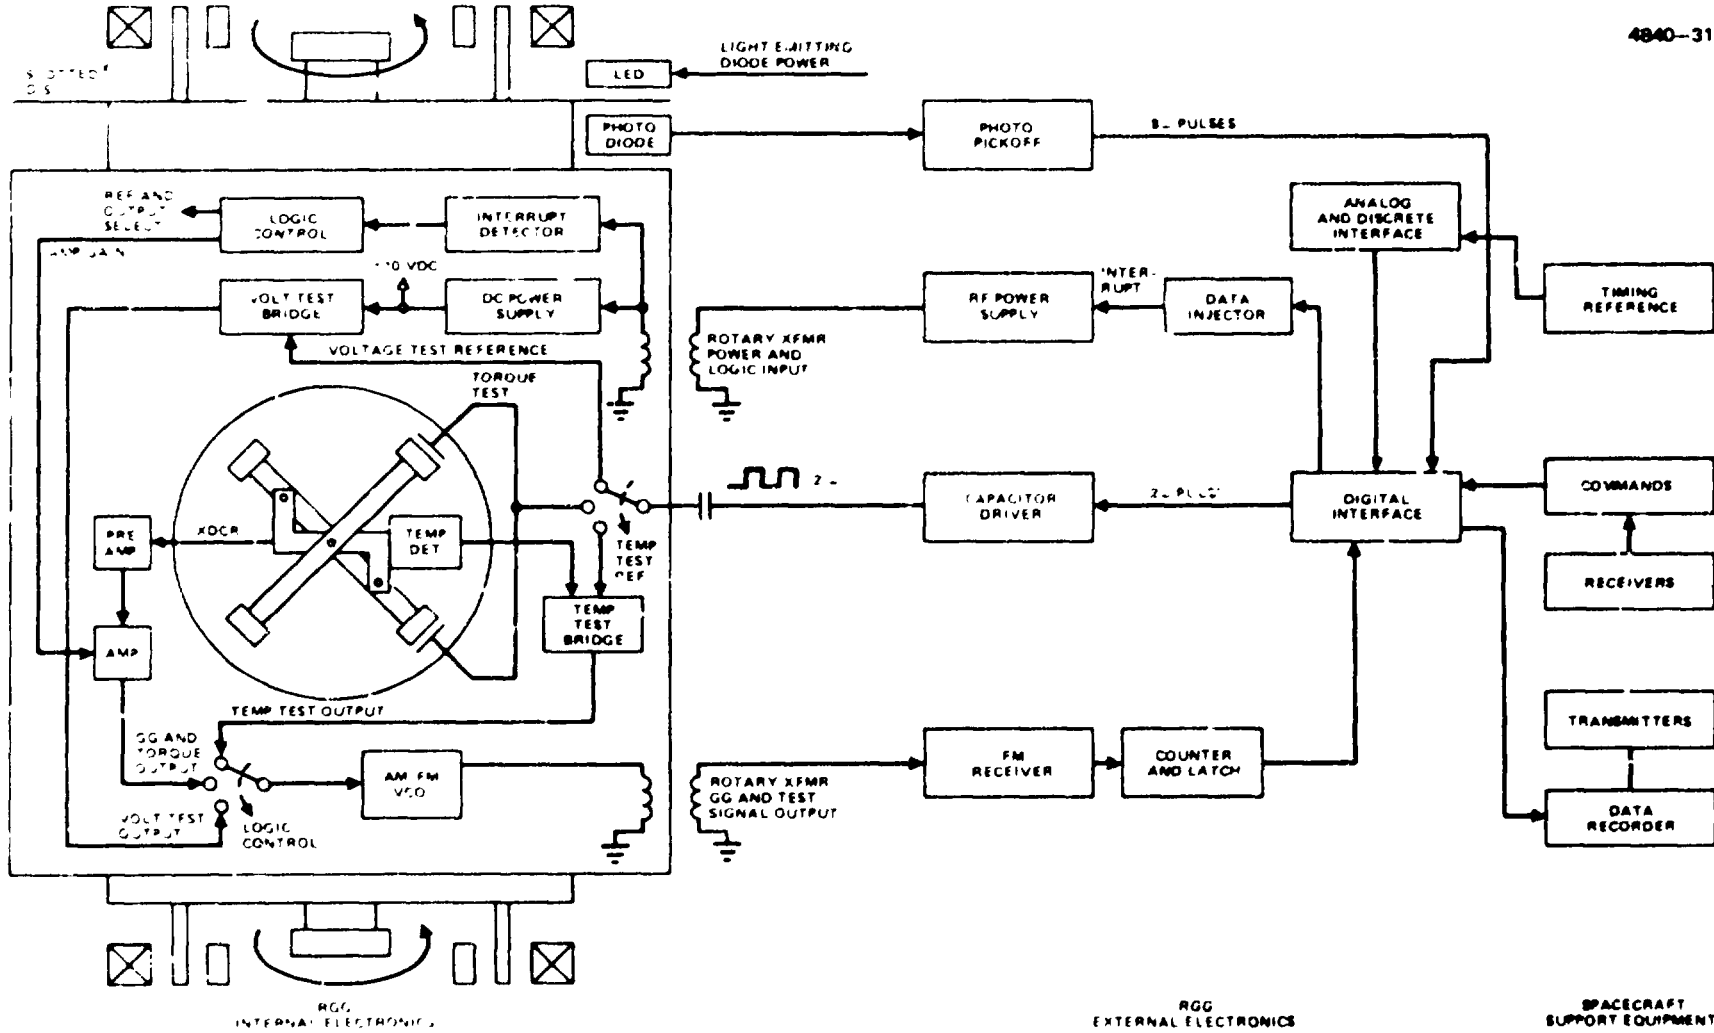 4840-31
LIGHT EMITTING
DIODE POWER
LED
PHOTO
DIODE
PHOTO
PICKOFF
PULSES
REF AND
OUTPUT
SELECT
LOGIC
CONTROL
INTERRUPT
DETECTOR
ANALOG
AND DISCRETE
INTERFACE
VDC
VOLT TEST
BRIDGE
DC POWER
SUPPLY
INTER-
RUPT
RF POWER
SUPPLY
DATA
INJECTOR
TIMING
REFERENCE
VOLTAGE TEST REFERENCE
ROTARY XFMR
POWER AND
LOGIC INPUT
TORQUE
TEST
CAPACITOR
DRIVER
DIGITAL
INTERFACE
COMMANDS
PRE
AMP
XDCR
TEMP
DET
TEMP
TEST
RECEIVERS
TEMP
TEST
BRIDGE
AMP
TEMP TEST OUTPUT
GG AND
TORQUE
OUTPUT
AM/FM
VCO
ROTARY XFMR
GG AND TEST
SIGNAL OUTPUT
FM
RECEIVER
COUNTER
AND LATCH
TRANSMITTERS
DATA
RECORDER
VOLT TEST
OUTPUT
LOGIC
CONTROL
RGG
INTERNAL ELECTRONICS
RGG
EXTERNAL ELECTRONICS
SPACECRAFT
SUPPORT EQUIPMENT